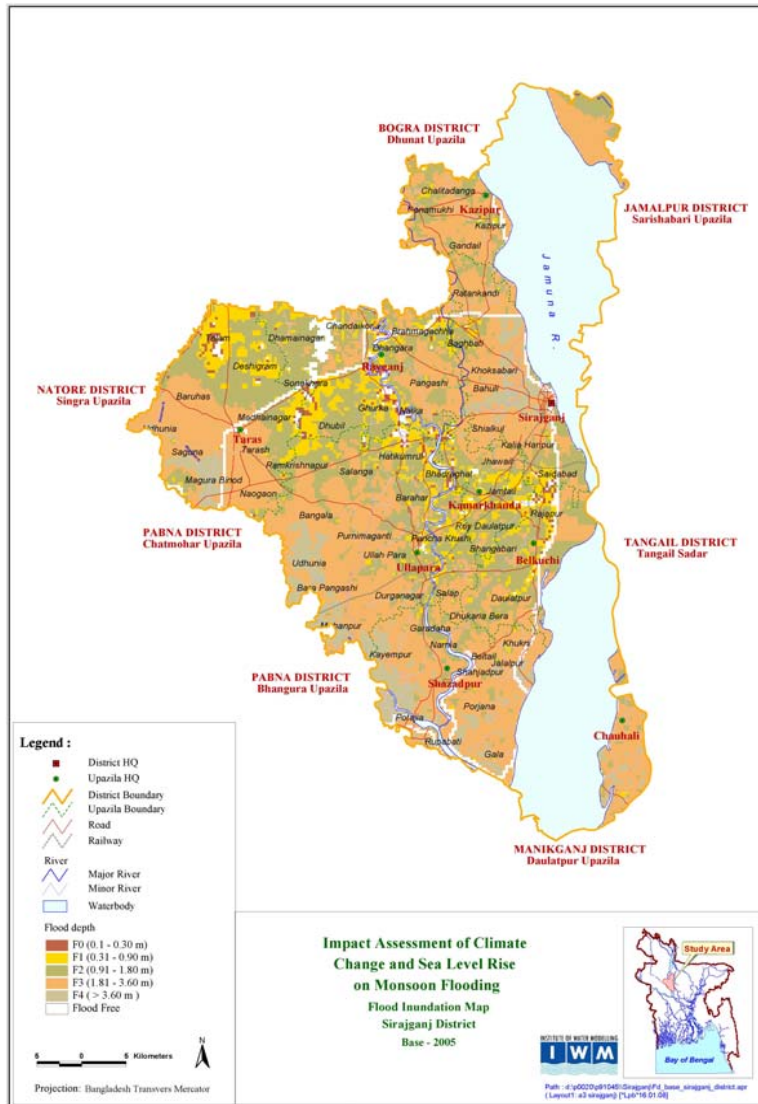 BOGRA DISTRICT
Dhunat Upazila
Chalitadanga
Kazipur
Kazipur
Gandail
JAMALPUR DISTRICT
Sarishabari Upazila
Jamuna R.
Ratankandi
Brahmagachha
Dhamainagar
Bhangara
Baghbati
Deshigram
Sonakhara
Rayganj
Pangashi
Khoksabari
Bahuli
NATORE DISTRICT
Singra Upazila
Baruhas
Madhainagar
Ghurka
Nalka
Sirajganj
Dhubil
Taras
Tarash
Shialkul
Saguna
Hatikumrul
Ramkrishnapur
Salanga
Jhawail
Saidabad
Magura Binod
Naogaon
Bhadraghat
Jamtail
Barahar
Kamarkhanda
Rajapur
Bangala
PABNA DISTRICT
Chatmohar Upazila
Roy Daulatpur
TANGAIL DISTRICT
Tangail Sadar
Purnimaganti
Pancha Krushi
Bhangabari
Ullah Para
Ullapara
Belkuchi
Udhunia
Bara Pangashi
Durganagar
Salap
Daulatpur
Dhukaria Bera
Garadaha
Khukni
Kayempur
Narnia
Beltail
Jalalpur
PABNA DISTRICT
Bhangura Upazila
Shahjadpur
Shazadpur
Porjana
Chauhali
Gala
MANIKGANJ DISTRICT
Daulatpur Upazila
Legend :
District HQ
Upazila HQ
District Boundary
Upazila Boundary
Road
Railway
River
Major River
Minor River
Waterbody
Flood depth
F0 (0.1 - 0.30 m)
F1 (0.31 - 0.90 m)
F2 (0.91 - 1.80 m)
F3 (1.81 - 3.60 m)
F4 ( > 3.60 m )
Flood Free
5 0 5 Kilometers
N
Projection: Bangladesh Transvers Mercator
Impact Assessment of Climate
Change and Sea Level Rise
on Monsoon Flooding
Flood Inundation Map
Sirajganj District
Base - 2005
INSTITUTE OF WATER MODELLING
IWM
Study Area
Bay of Bengal